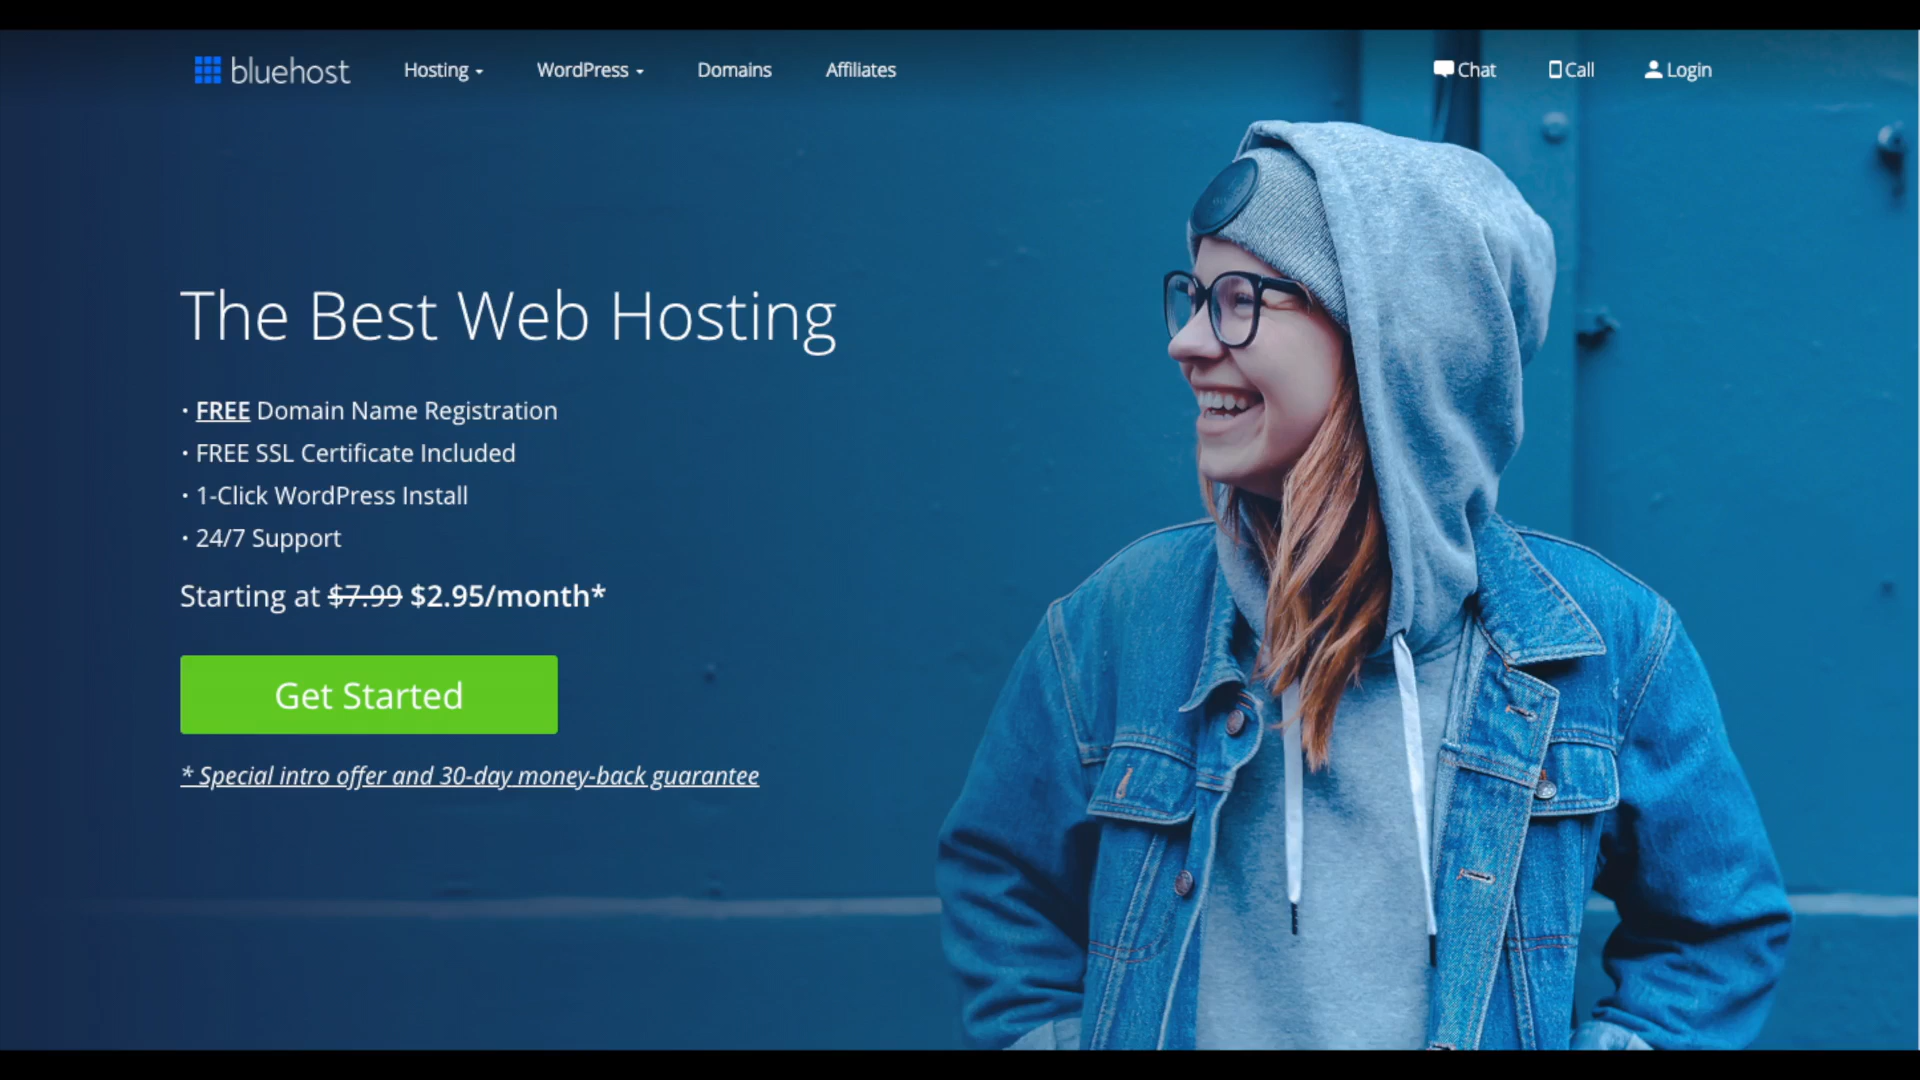 bluehost Hosting WordPress Domains Affiliates Chat Call Login
The Best Web Hosting
· FREE Domain Name Registration
· FREE SSL Certificate Included
· 1-Click WordPress Install
· 24/7 Support
Starting at $7.99 $2.95/month*
Get Started
* Special intro offer and 30-day money-back guarantee